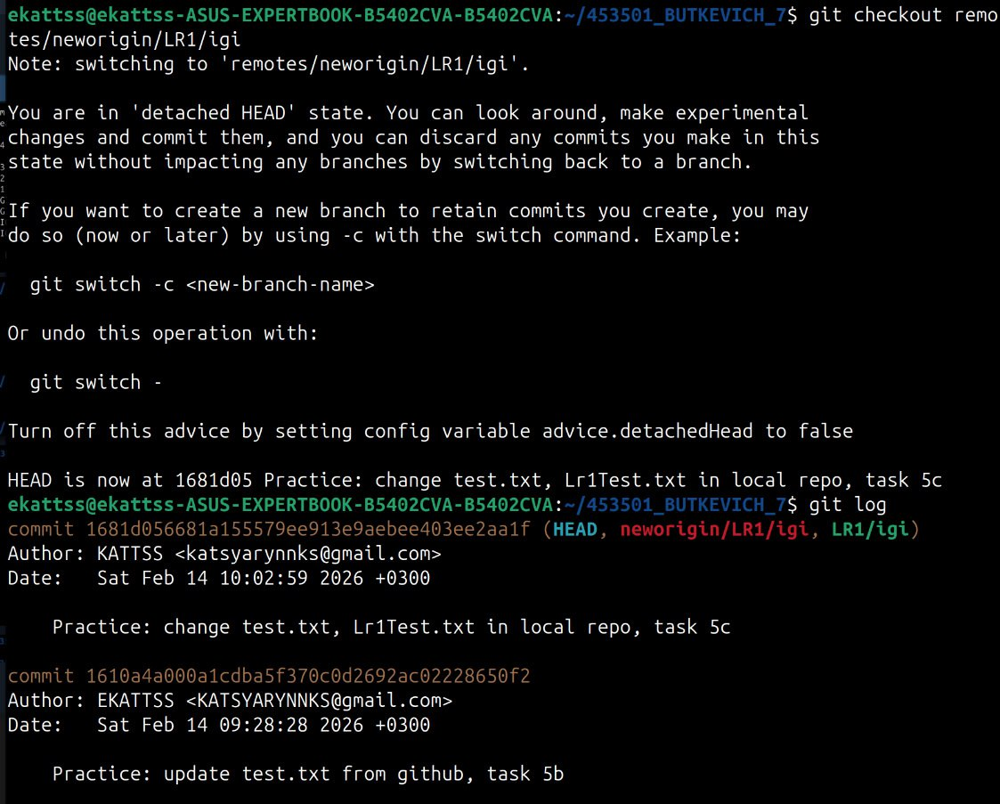 ekattss@ekattss-ASUS-EXPERTBOOK-B5402CVA-B5402CVA:~/453501_BUTKEVICH_7$ git checkout remo
tes/neworigin/LR1/igi
Note: switching to 'remotes/neworigin/LR1/igi'.
You are in 'detached HEAD' state. You can look around, make experimental
changes and commit them, and you can discard any commits you make in this
state without impacting any branches by switching back to a branch.
If you want to create a new branch to retain commits you create, you may
do so (now or later) by using -c with the switch command. Example:
git switch -c <new-branch-name>
Or undo this operation with:
git switch -
Turn off this advice by setting config variable advice.detachedHead to false
HEAD is now at 1681d05 Practice: change test.txt, Lr1Test.txt in local repo, task 5c
ekattss@ekattss-ASUS-EXPERTBOOK-B5402CVA-B5402CVA:~/453501_BUTKEVICH_7$ git log
commit 1681d056681a155579ee913e9aebee403ee2aa1f (HEAD, neworigin/LR1/igi, LR1/igi)
Author: KATTSS <katsyarynnks@gmail.com>
Date:   Sat Feb 14 10:02:59 2026 +0300
Practice: change test.txt, Lr1Test.txt in local repo, task 5c
commit 1610a4a000a1cdba5f370c0d2692ac02228650f2
Author: EKATTSS <KATSYARYNNKS@gmail.com>
Date:   Sat Feb 14 09:28:28 2026 +0300
Practice: update test.txt from github, task 5b